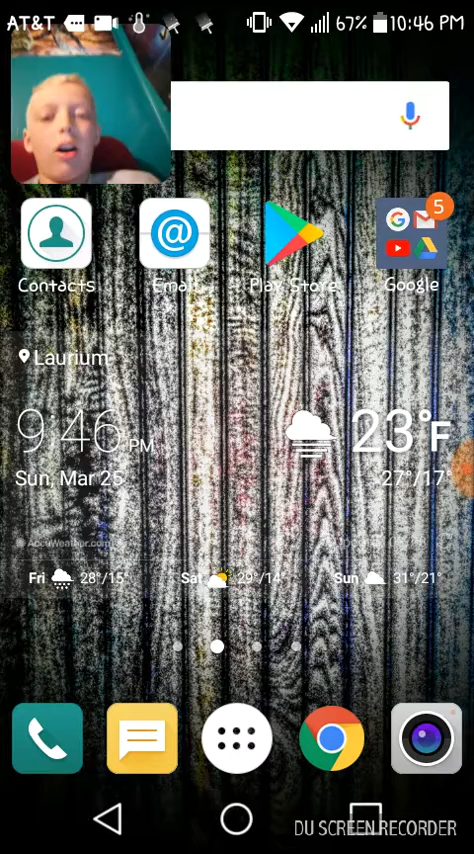 AT&T 67% 10:46 PM
5
Contacts Email Play Store Google
Laurium
9:46 PM 23°F
Sun, Mar 25 27°/17°
AccuWeather.com
Fri 28°/15° Sat 29°/14° Sun 31°/21°
DU SCREEN RECORDER